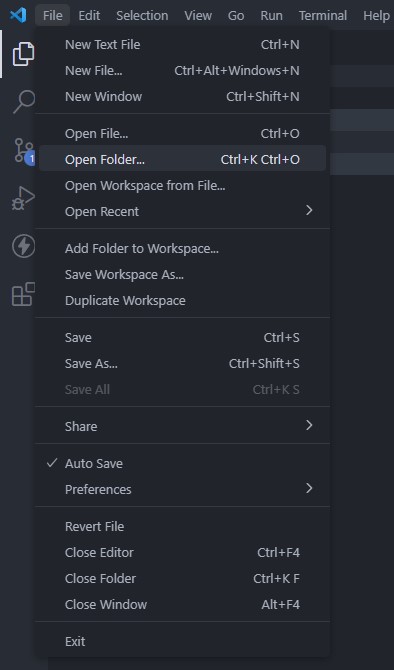 File Edit Selection View Go Run Terminal Help
New Text File Ctrl+N
New File... Ctrl+Alt+Windows+N
New Window Ctrl+Shift+N
Open File... Ctrl+O
Open Folder... Ctrl+K Ctrl+O
Open Workspace from File...
Open Recent
Add Folder to Workspace...
Save Workspace As...
Duplicate Workspace
Save Ctrl+S
Save As... Ctrl+Shift+S
Save All Ctrl+K S
Share
Auto Save
Preferences
Revert File
Close Editor Ctrl+F4
Close Folder Ctrl+K F
Close Window Alt+F4
Exit
1